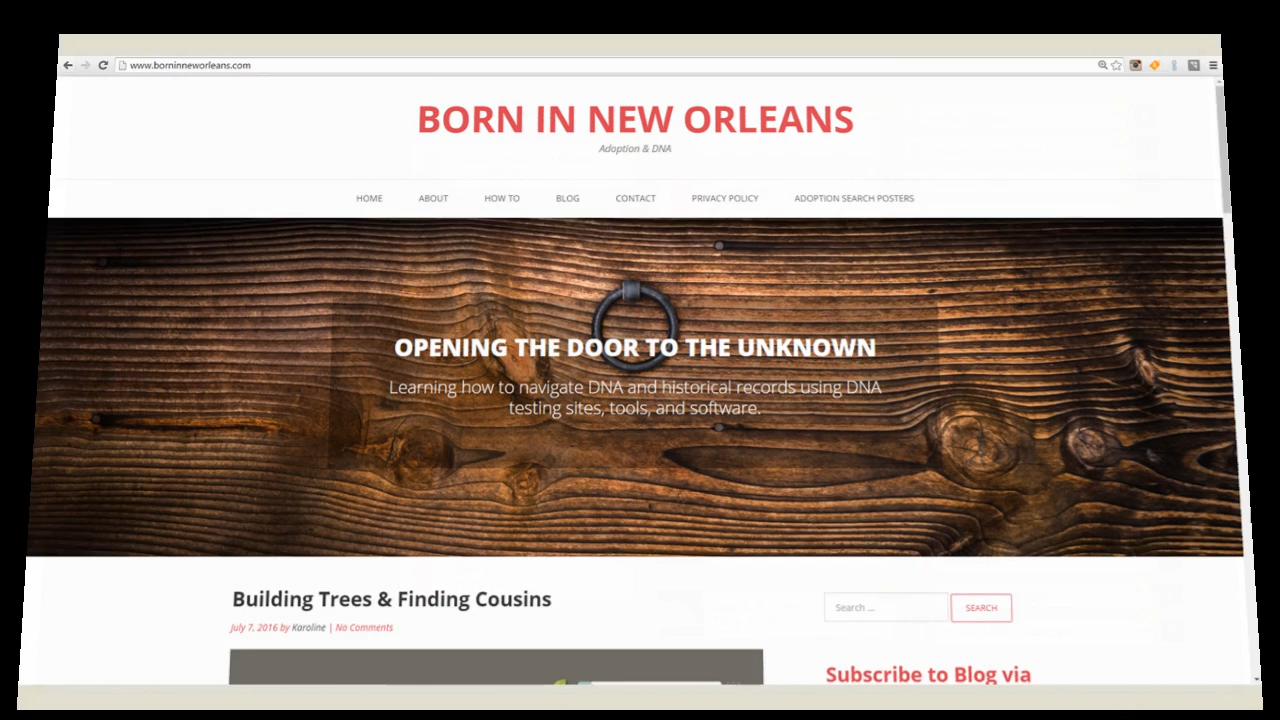 www.borninneworleans.com
BORN IN NEW ORLEANS
Adoption & DNA
HOME ABOUT HOW TO BLOG CONTACT PRIVACY POLICY ADOPTION SEARCH POSTERS
OPENING THE DOOR TO THE UNKNOWN
Learning how to navigate DNA and historical records using DNA
testing sites, tools, and software.
Building Trees & Finding Cousins
July 7, 2016 by Karoline | No Comments
Search ... SEARCH
Subscribe to Blog via